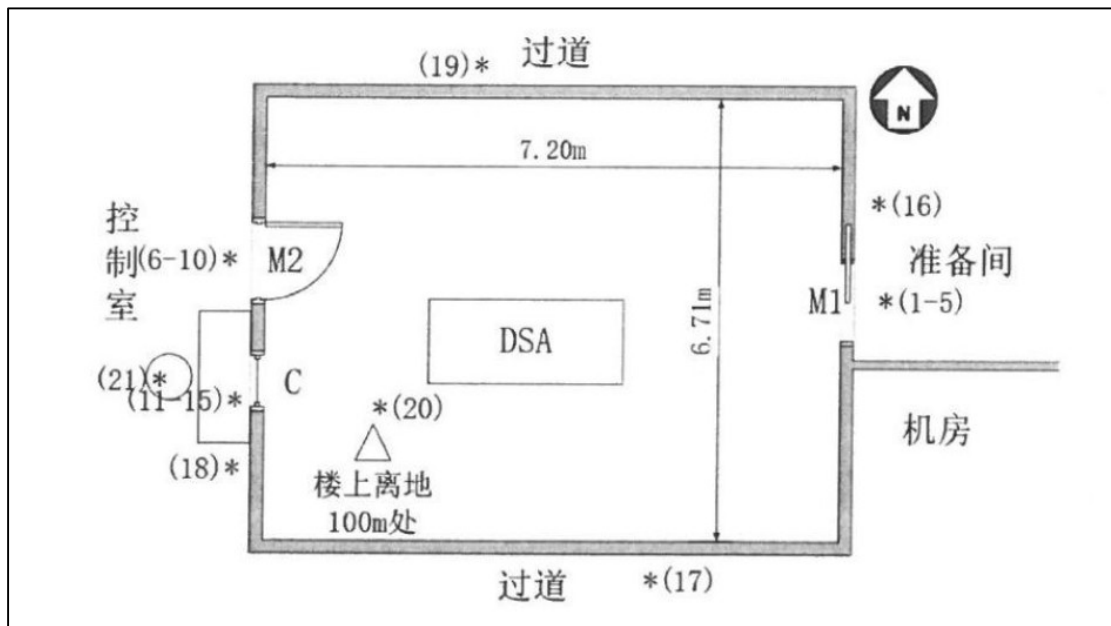 (19)* 过道
N
7.20m
*(16)
控制室
(6-10)*
M2
准备间
6.71m
M1
*(1-5)
DSA
(21)*
C
(11-15)*
*(20)
机房
(18)*
楼上离地
100m处
过道 *(17)